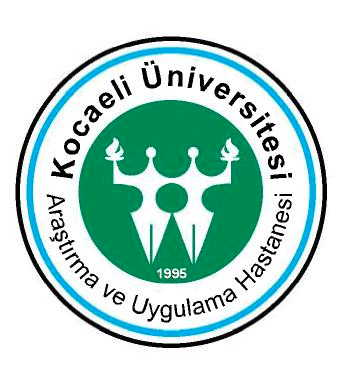 Kocaeli Üniversitesi
Araştırma ve Uygulama Hastanesi
1995